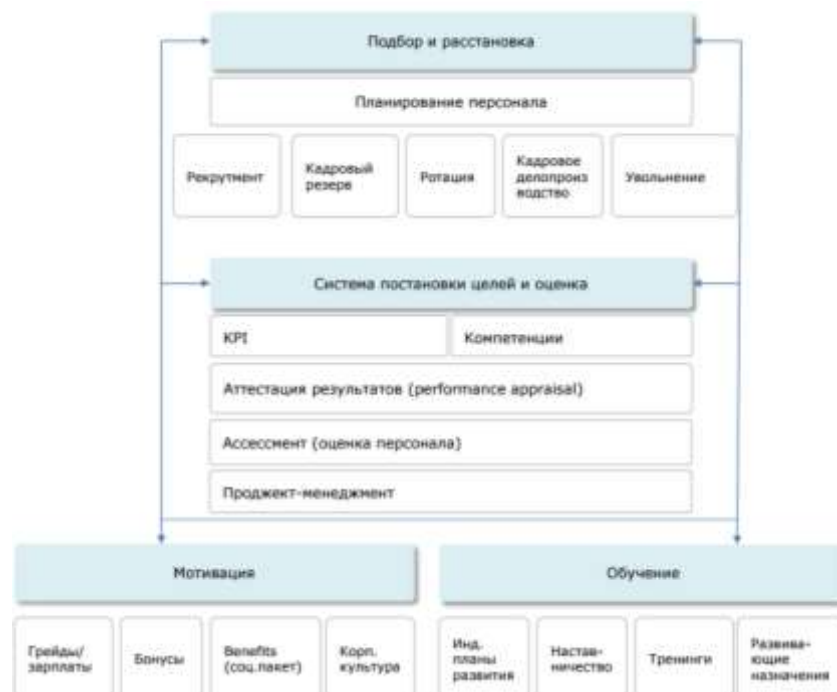 Подбор и расстановка
Планирование персонала
Рекрутмент
Кадровый
резерв
Ротация
Кадровое
делопроиз
водство
Увольнение
Система постановки целей и оценка
KPI
Компетенции
Аттестация результатов (performance appraisal)
Ассессмент (оценка персонала)
Проджект-менеджмент
Мотивация
Обучение
Грейды/
зарплаты
Бонусы
Benefits
(соц.пакет)
Корп.
культура
Инд.
планы
развития
Настав-
ничество
Тренинги
Развива-
ющие
назначения